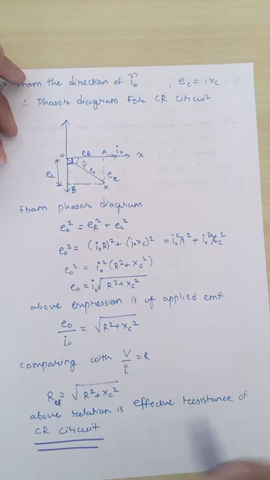 from the direction of i₀ , e_c = ix_c
∴ Phasor diagram for CR circuit
O e_R A i₀ x
φ
e_c e₀ e_c
B K
from phasor diagram
e₀² = e_R² + e_c²
e₀² = (i₀R)² + (i₀x_c)² = i₀²R² + i₀²x_c²
e₀² = i₀²(R² + x_c²)
e₀ = i₀√R² + x_c²
above expression is of applied emf
e₀/i₀ = √R² + x_c²
comparing with V/i = R
R_ef = √R² + x_c²
above relation is effective resistance of
CR circuit